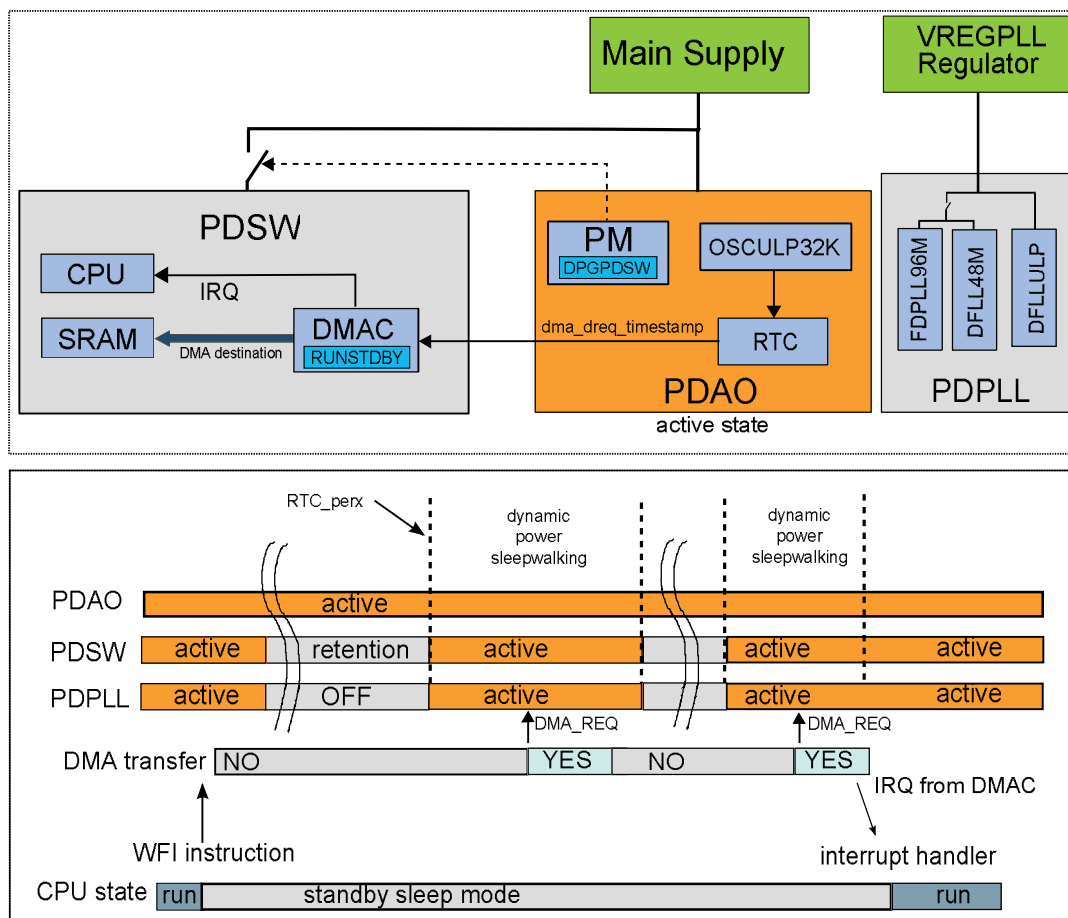 Main Supply
VREGPLL
Regulator
PDSW
CPU
IRQ
SRAM
DMA destination
DMAC
RUNSTDBY
PM
DPGPDSW
OSCULP32K
dma_dreq_timestamp
RTC
PDAO
active state
FDPLL96M
DFLL48M
DFLLULP
PDPLL
RTC_perx
dynamic
power
sleepwalking
dynamic
power
sleepwalking
PDAO
active
PDSW
active
retention
active
active
active
PDPLL
active
OFF
active
active
active
DMA_REQ
DMA_REQ
DMA transfer
NO
YES
NO
YES
IRQ from DMAC
WFI instruction
interrupt handler
CPU state
run
standby sleep mode
run